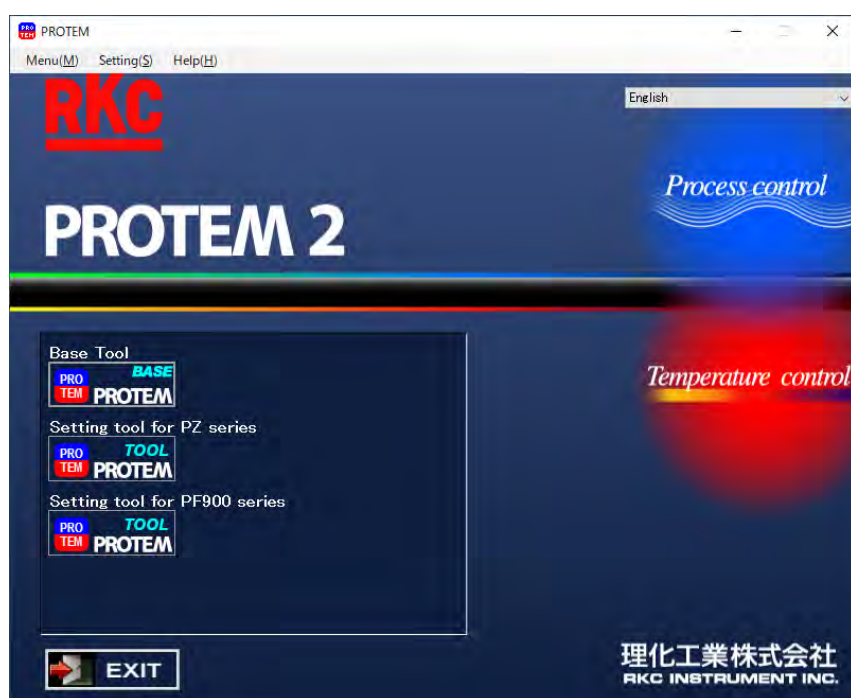 PRO TEM PROTEM
Menu(M) Setting(S) Help(H)
RKC
English
Process control
PROTEM 2
Base Tool
PRO TEM BASE PROTEM
Setting tool for PZ series
PRO TEM TOOL PROTEM
Setting tool for PF900 series
PRO TEM TOOL PROTEM
Temperature control
EXIT
理化工業株式会社
RKC INSTRUMENT INC.